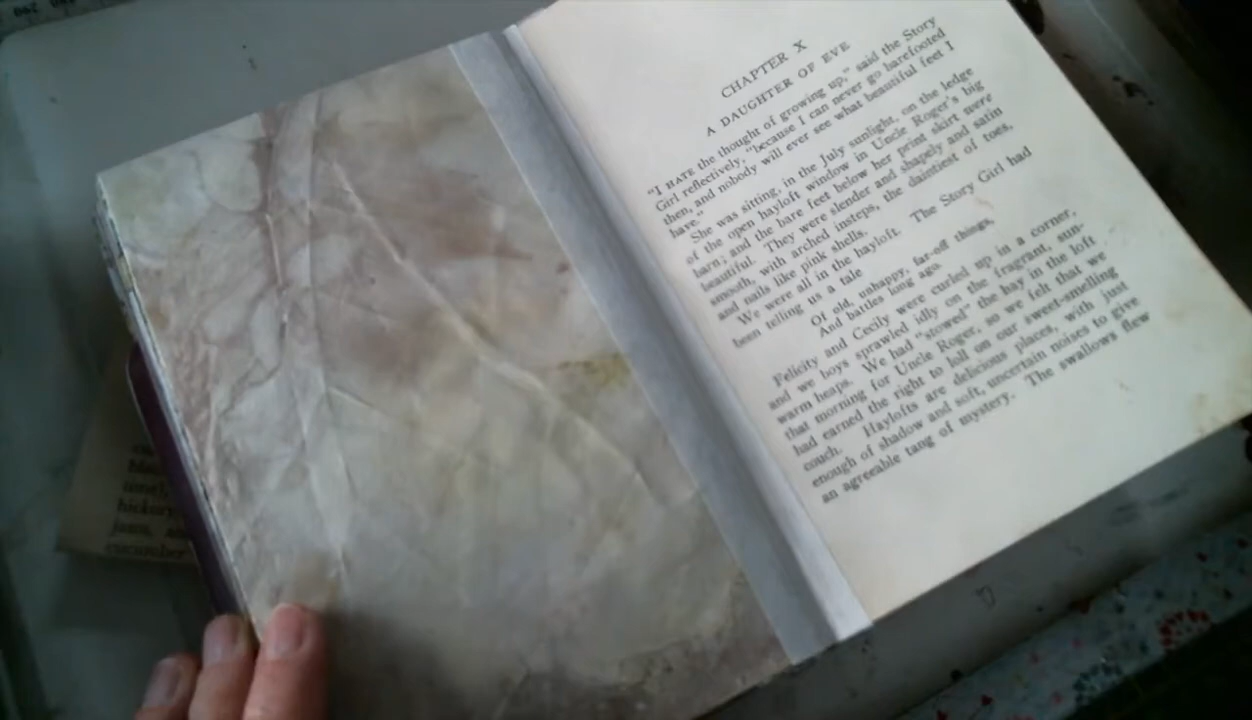 CHAPTER X
A DAUGHTER OF EVE
"I HATE the thought of growing up," said the Story
Girl reflectively, "because I can never go barefooted
then, and nobody will ever see what beautiful feet I
have."
She was sitting, in the July sunlight, on the ledge
of the open hayloft window in Uncle Roger's big
barn; and the bare feet below her print skirt were
beautiful. They were slender and shapely and satin
smooth, with arched insteps, the daintiest of toes,
and nails like pink shells.
We were all in the hayloft. The Story Girl had
been telling us a tale
Of old, unhappy, far-off things,
And battles long ago.
Felicity and Cecily were curled up in a corner,
and we boys sprawled idly on the fragrant, sun-
warm heaps. We had "stowed" the hay in the loft
that morning for Uncle Roger, so we felt that we
had earned the right to loll on our sweet-smelling
couch. Haylofts are delicious places, with just
enough of shadow and soft, uncertain noises to give
an agreeable tang of mystery. The swallows flew
hickory
jean,
cucumber